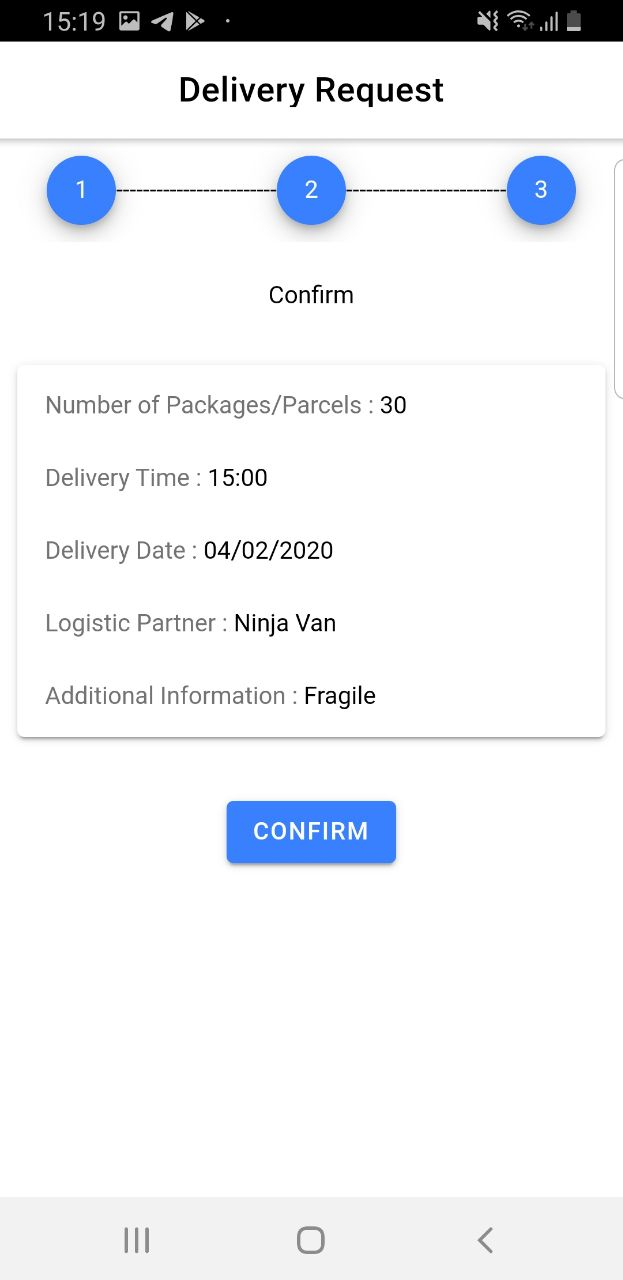 15:19
Delivery Request
1
2
3
Confirm
Number of Packages/Parcels : 30
Delivery Time : 15:00
Delivery Date : 04/02/2020
Logistic Partner : Ninja Van
Additional Information : Fragile
CONFIRM